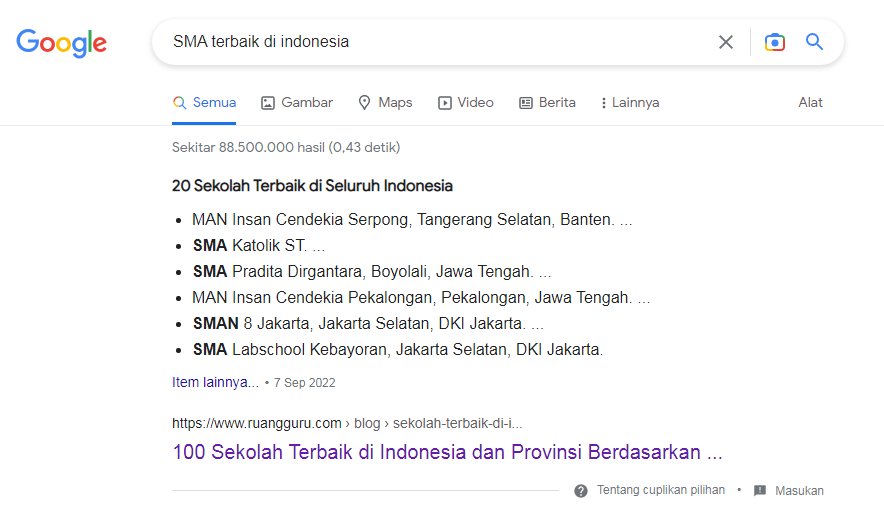 Google
SMA terbaik di indonesia
Semua Gambar Maps Video Berita Lainnya Alat
Sekitar 88.500.000 hasil (0,43 detik)
20 Sekolah Terbaik di Seluruh Indonesia
• MAN Insan Cendekia Serpong, Tangerang Selatan, Banten. ...
• SMA Katolik ST. ...
• SMA Pradita Dirgantara, Boyolali, Jawa Tengah. ...
• MAN Insan Cendekia Pekalongan, Pekalongan, Jawa Tengah. ...
• SMAN 8 Jakarta, Jakarta Selatan, DKI Jakarta. ...
• SMA Labschool Kebayoran, Jakarta Selatan, DKI Jakarta.
Item lainnya... • 7 Sep 2022
https://www.ruangguru.com › blog › sekolah-terbaik-di-i...
100 Sekolah Terbaik di Indonesia dan Provinsi Berdasarkan ...
Tentang cuplikan pilihan • Masukan